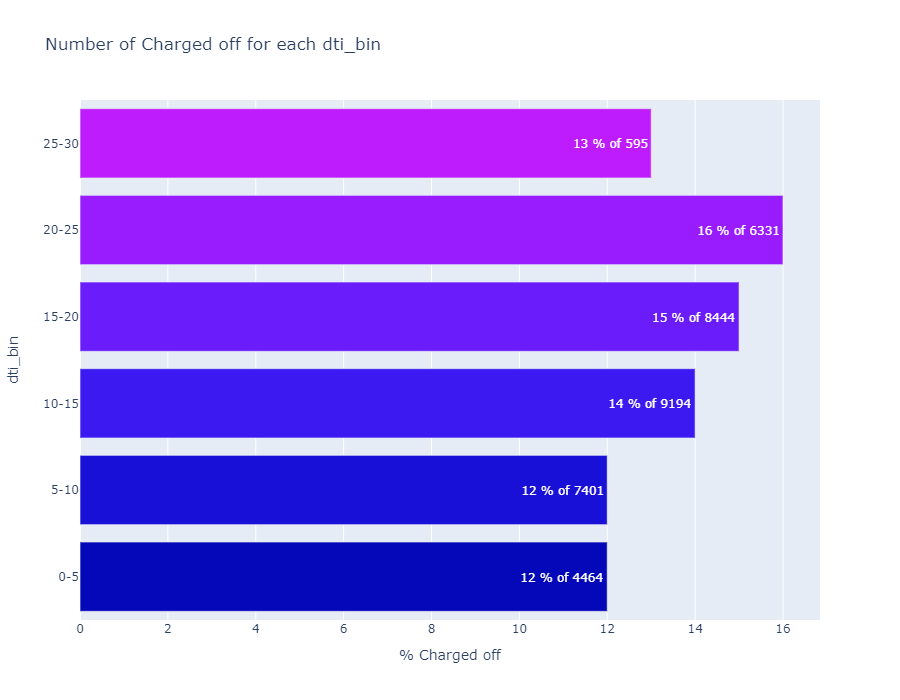 Number of Charged off for each dti_bin
25-30
13 % of 595
20-25
16 % of 6331
15-20
15 % of 8444
10-15
14 % of 9194
5-10
12 % of 7401
0-5
12 % of 4464
dti_bin
0 2 4 6 8 10 12 14 16
% Charged off